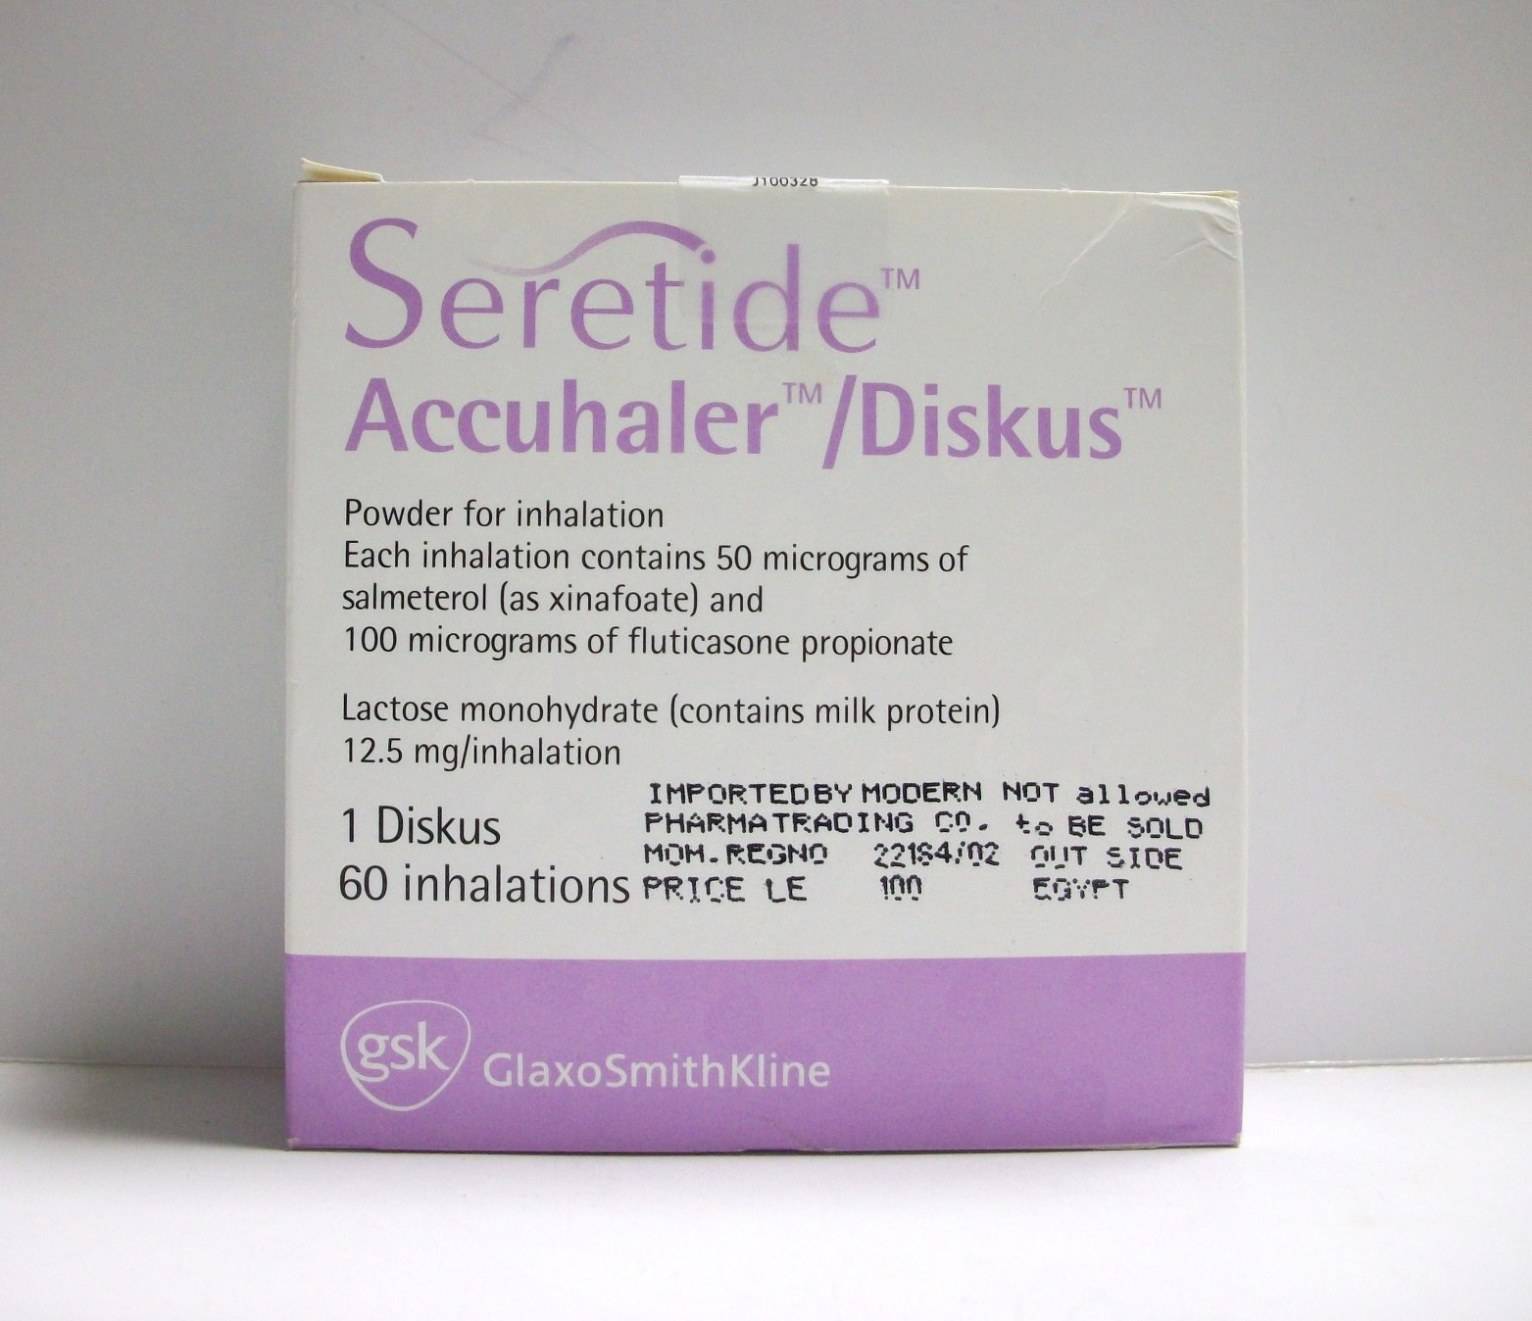 J100328
Seretide™
Accuhaler™/Diskus™
Powder for inhalation
Each inhalation contains 50 micrograms of
salmeterol (as xinafoate) and
100 micrograms of fluticasone propionate
Lactose monohydrate (contains milk protein)
12.5 mg/inhalation
1 Diskus
60 inhalations
IMPORTEDBY MODERN NOT allowed
PHARMATRADING CO. to BE SOLD
MOM.REGNO 22184/02 OUT SIDE
PRICE LE 100 EGYPT
gsk GlaxoSmithKline